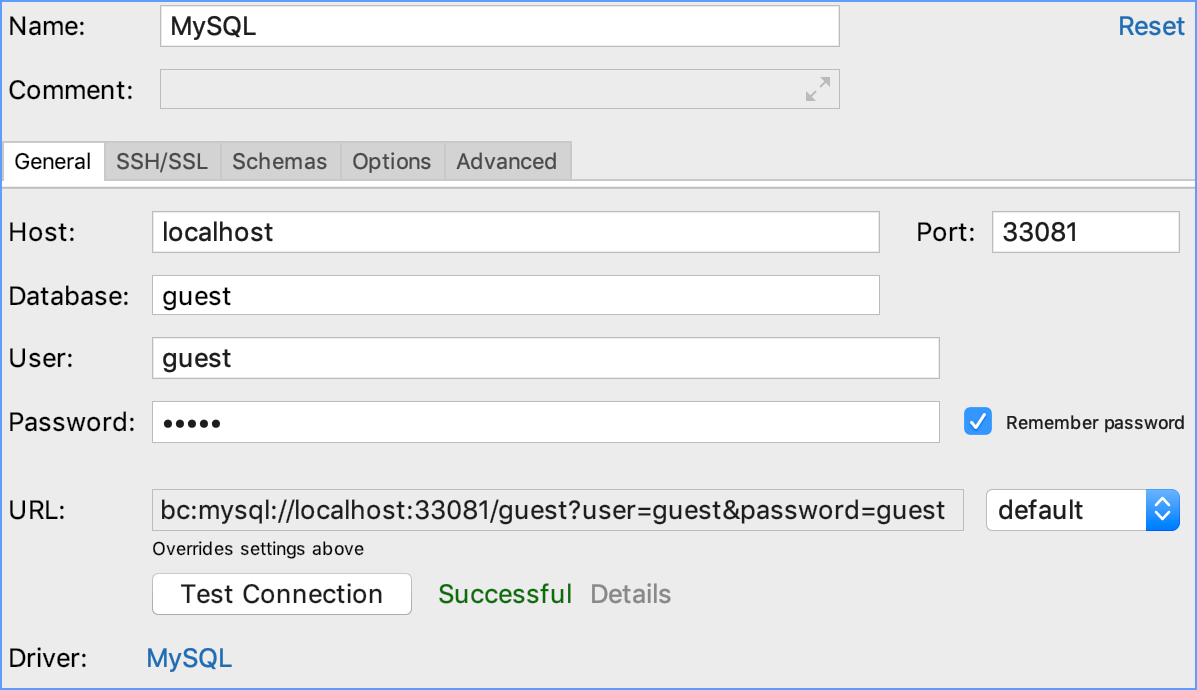 Name: MySQL Reset
Comment:
General SSH/SSL Schemas Options Advanced
Host: localhost Port: 33081
Database: guest
User: guest
Password: ••••• Remember password
URL: bc:mysql://localhost:33081/guest?user=guest&password=guest default
Overrides settings above
Test Connection Successful Details
Driver: MySQL